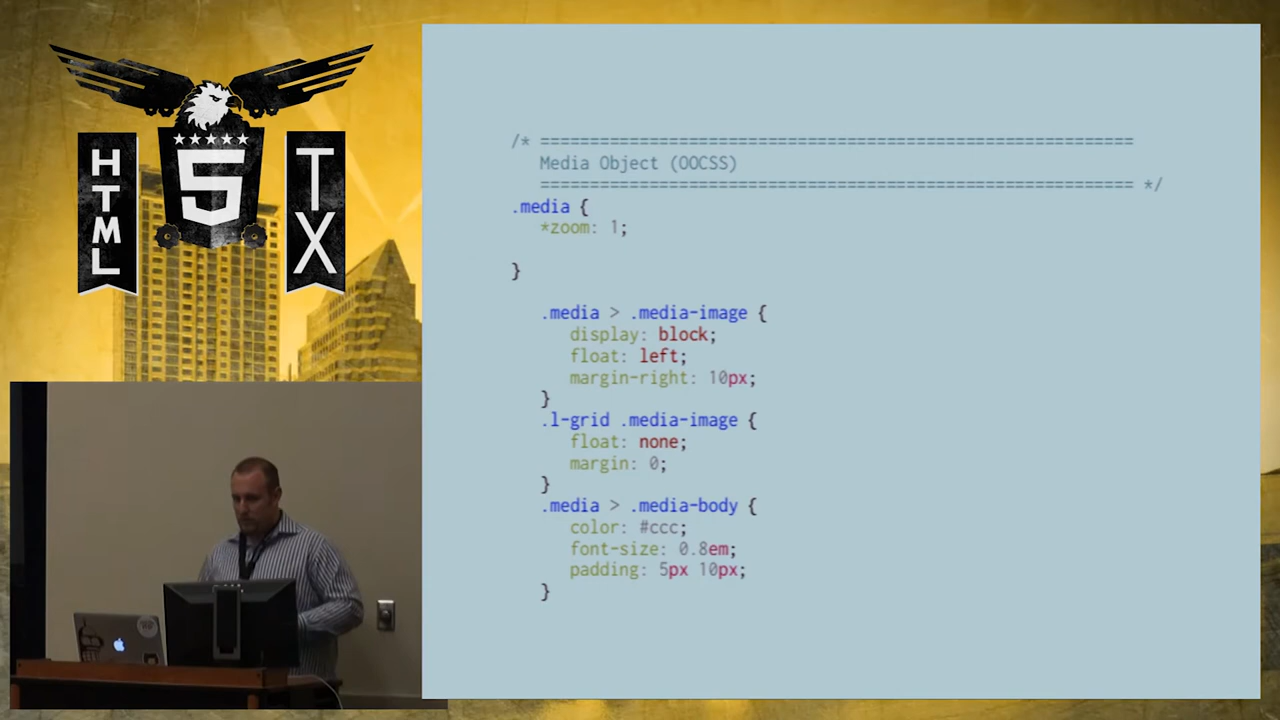 HTML
5
TX
/* ============================================================
Media Object (OOCSS)
============================================================ */
.media {
*zoom: 1;
}
.media > .media-image {
display: block;
float: left;
margin-right: 10px;
}
.l-grid .media-image {
float: none;
margin: 0;
}
.media > .media-body {
color: #ccc;
font-size: 0.8em;
padding: 5px 10px;
}